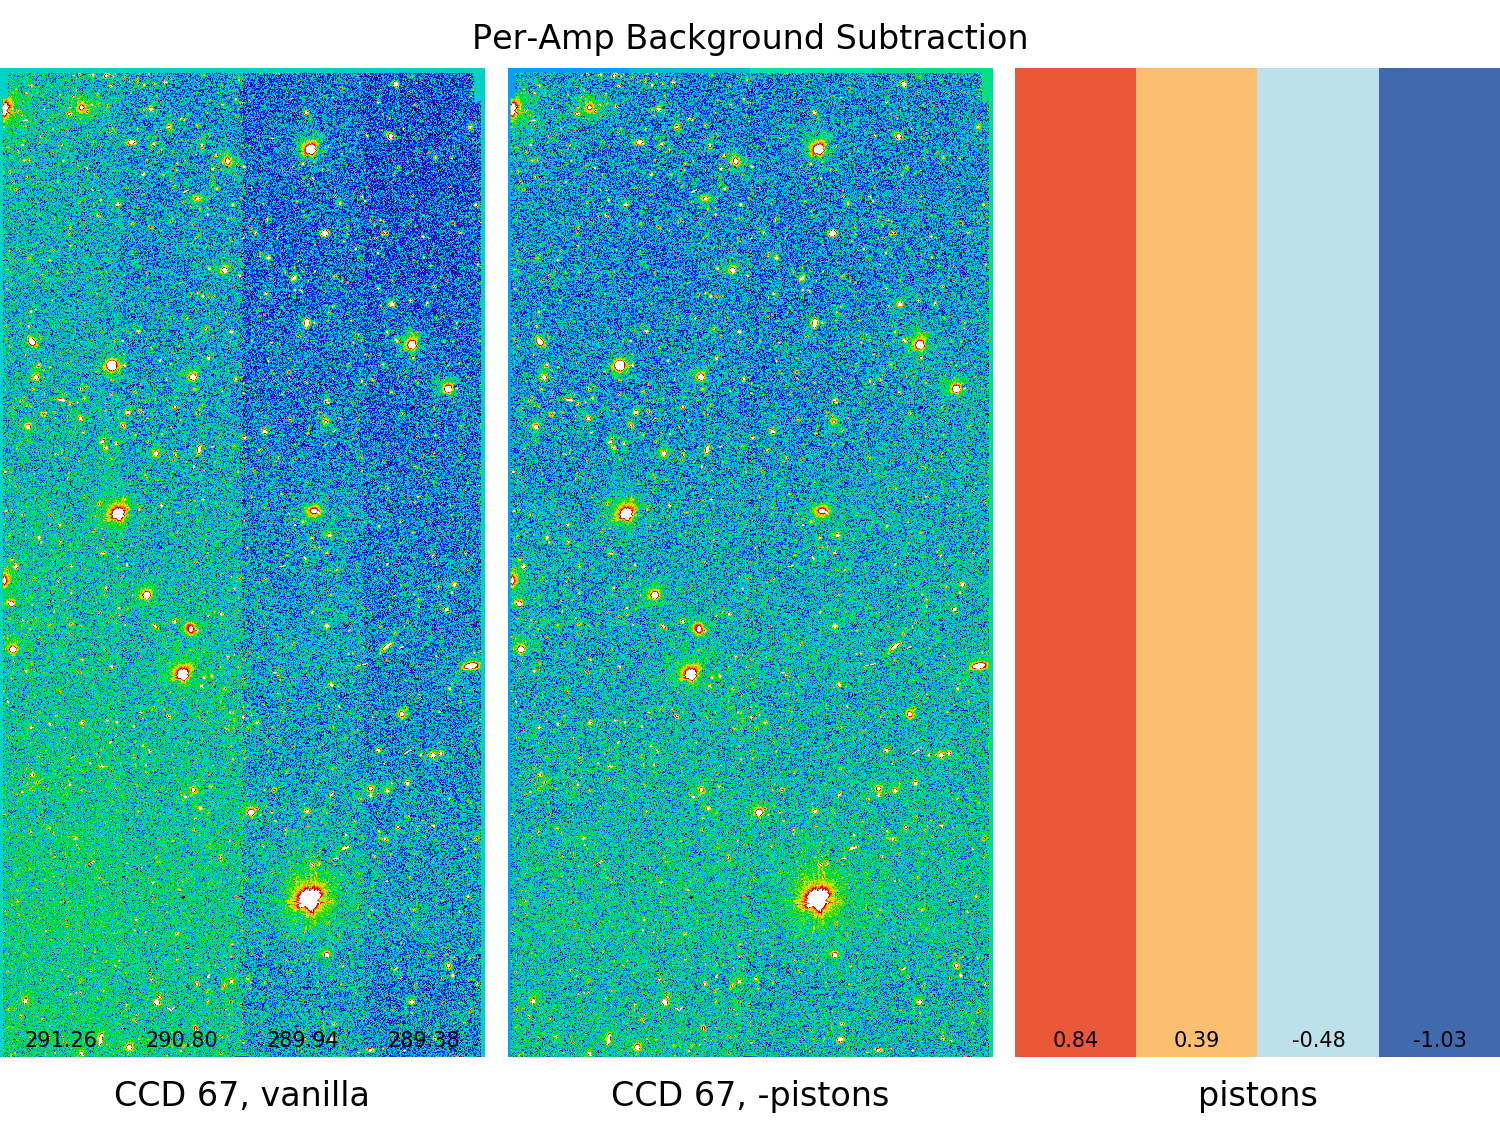 Per-Amp Background Subtraction
291.26 290.80 289.94 289.38
0.84 0.39 -0.48 -1.03
CCD 67, vanilla
CCD 67, -pistons
pistons